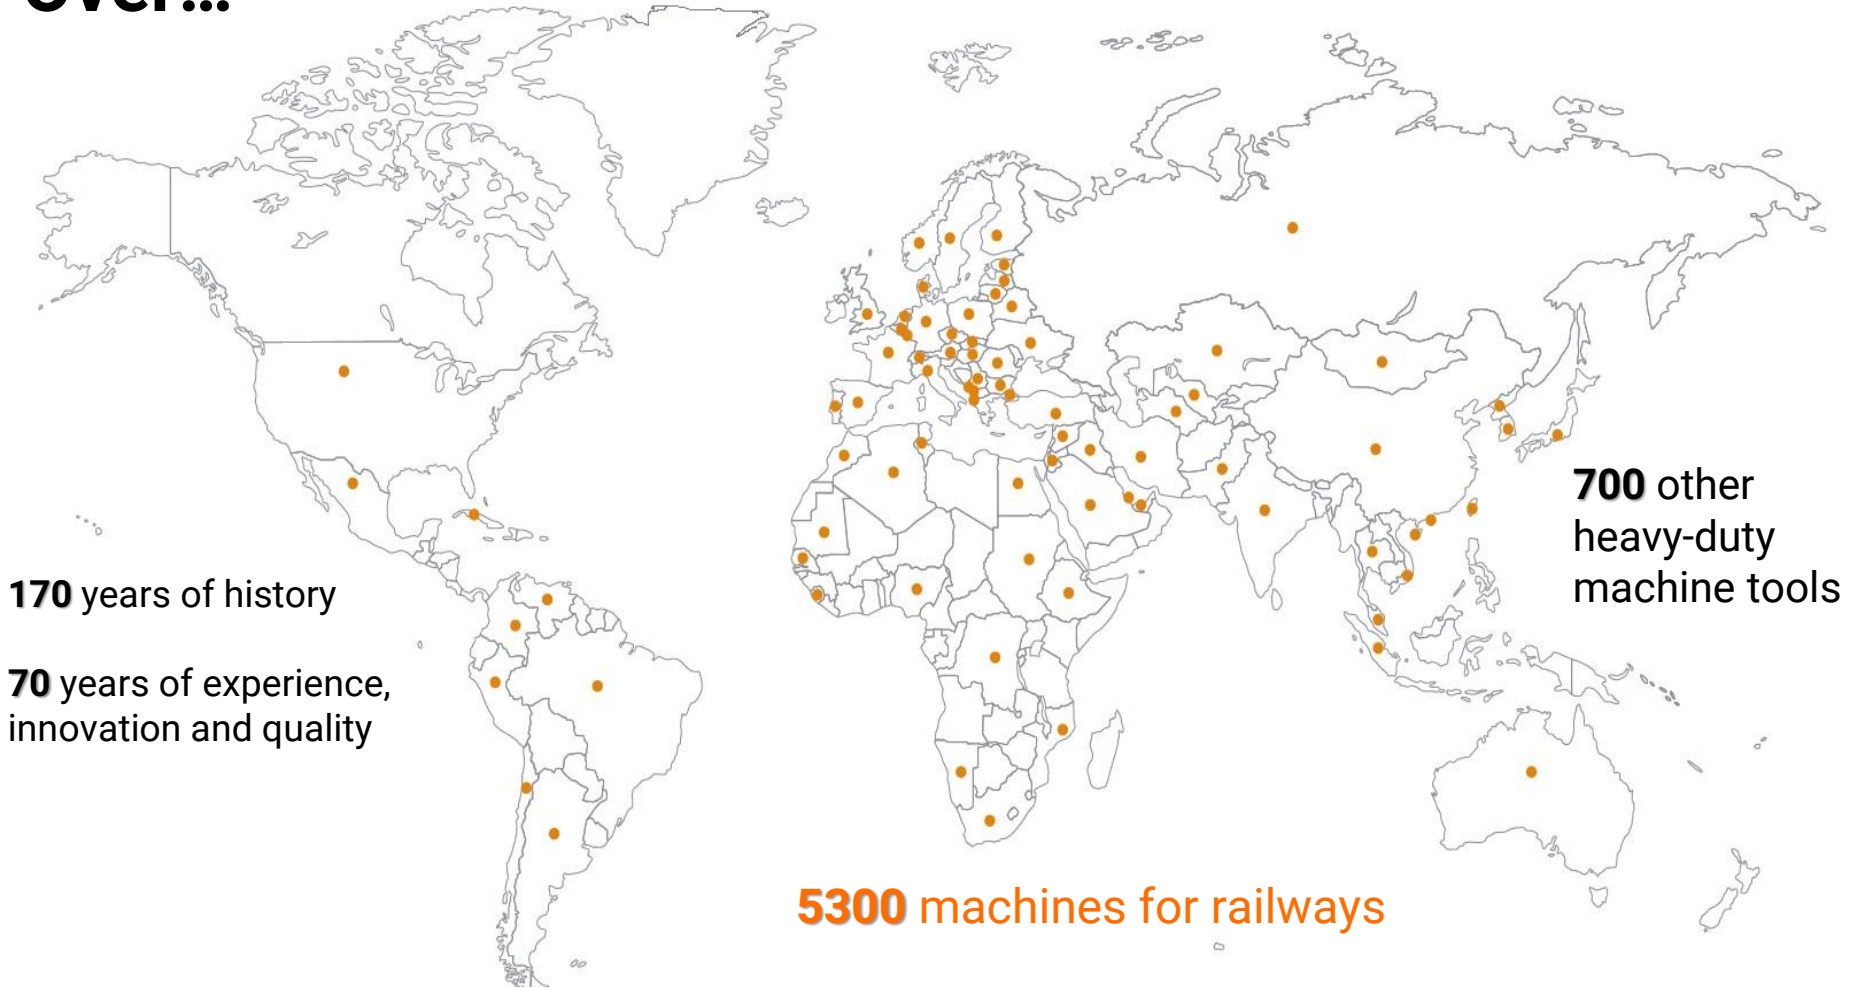 Over...
170 years of history
70 years of experience,
innovation and quality
700 other
heavy-duty
machine tools
5300 machines for railways